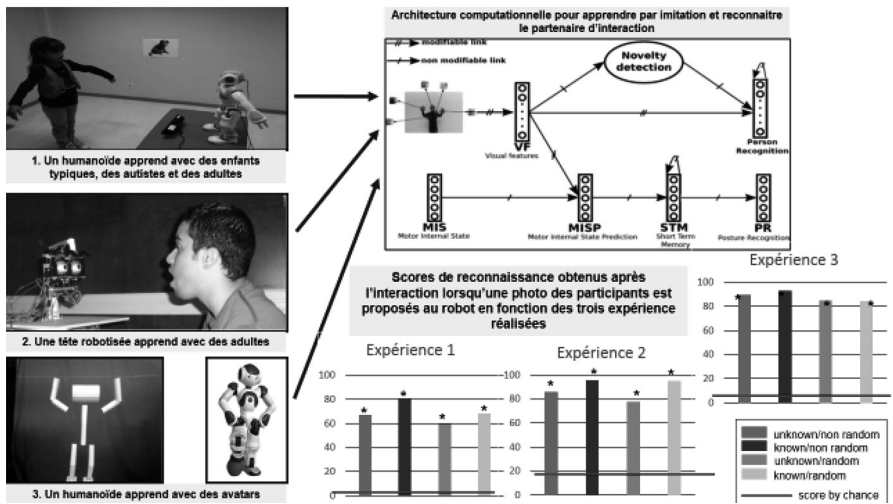 Architecture computationnelle pour apprendre par imitation et reconnaitre
le partenaire d'interaction
modifiable link
non modifiable link
Novelty
detection
VF
Visual features
Person
Recognition
MIS
Motor Internal State
MISP
Motor Internal State Prediction
STM
Short Term
Memory
PR
Posture Recognition
1. Un humanoïde apprend avec des enfants
typiques, des autistes et des adultes
2. Une tête robotisée apprend avec des adultes
3. Un humanoïde apprend avec des avatars
Scores de reconnaissance obtenus après
l'interaction lorsqu'une photo des participants est
proposés au robot en fonction des trois expérience
réalisées
Expérience 1
100
80
60
40
20
0
* * * *
Expérience 2
100
80
60
40
20
0
* * * *
Expérience 3
100
80
60
40
20
0
* * * *
unknown/non random
known/non random
unknown/random
known/random
score by chance